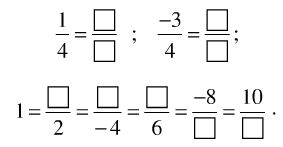 1/4 = □/□ ; -3/4 = □/□ ;
1 = □/2 = □/-4 = □/6 = -8/□ = 10/□ .